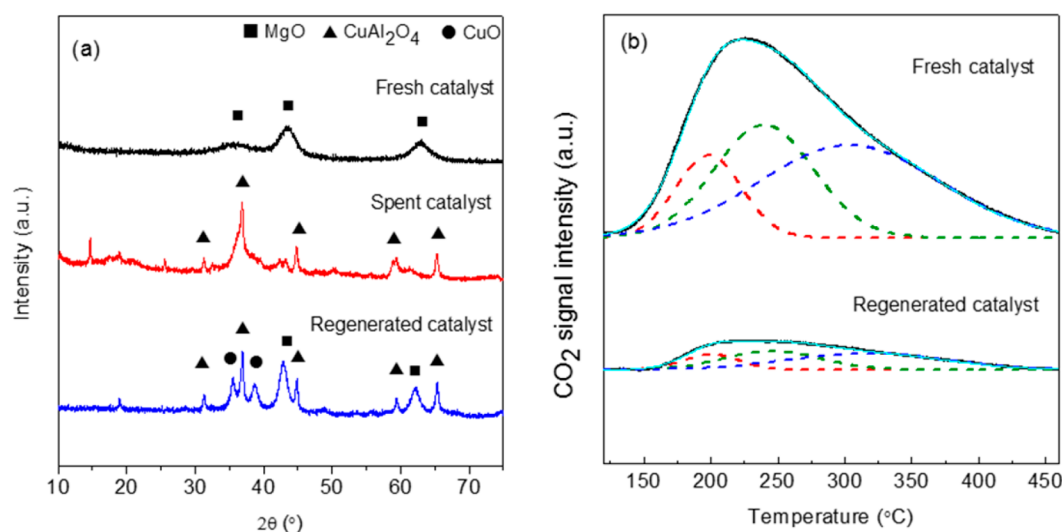 (a)
■ MgO ▲ CuAl₂O₄ ● CuO
Fresh catalyst
Spent catalyst
Regenerated catalyst
Intensity (a.u.)
10 20 30 40 50 60 70
2θ (°)
(b)
Fresh catalyst
Regenerated catalyst
CO₂ signal intensity (a.u.)
150 200 250 300 350 400 450
Temperature (°C)